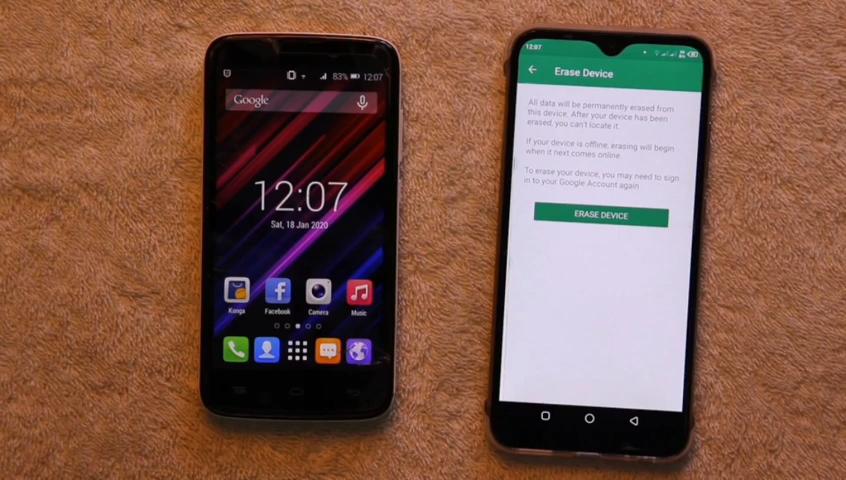 83% 12:07
Google
12:07
Sat, 18 Jan 2020
Konga Facebook Camera Music
12:07
Erase Device
All data will be permanently erased from
this device. After your device has been
erased, you can't locate it.
If your device is offline, erasing will begin
when it next comes online.
To erase your device, you may need to sign
in to your Google Account again
ERASE DEVICE